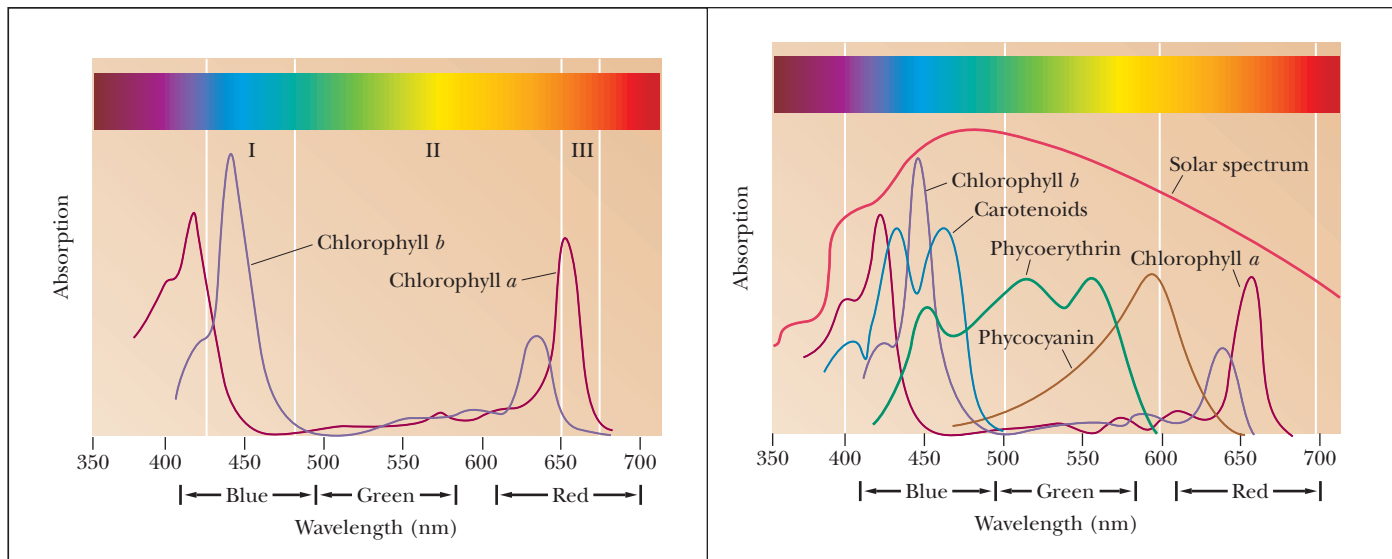 I
II
III
Chlorophyll b
Chlorophyll a
Absorption
350
400
450
500
550
600
650
700
Blue
Green
Red
Wavelength (nm)
Solar spectrum
Chlorophyll b
Carotenoids
Phycoerythrin
Chlorophyll a
Phycocyanin
Absorption
350
400
450
500
550
600
650
700
Blue
Green
Red
Wavelength (nm)